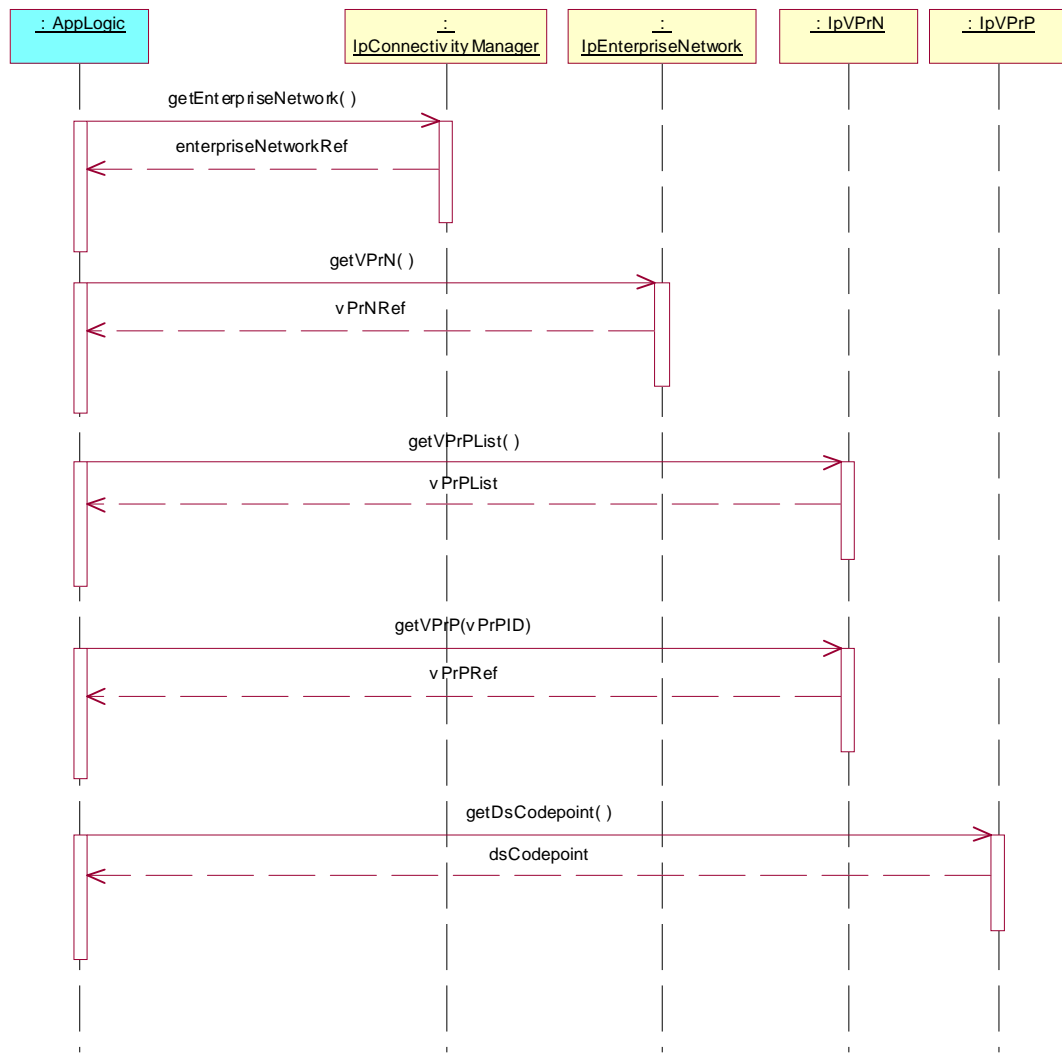 : AppLogic
:
IpConnectivityManager
:
IpEnterpriseNetwork
: IpVPrN
: IpVPrP
getEnterpriseNetwork( )
enterpriseNetworkRef
getVPrN( )
vPrNRef
getVPrPList( )
vPrPList
getVPrP(vPrPID)
vPrPRef
getDsCodepoint( )
dsCodepoint